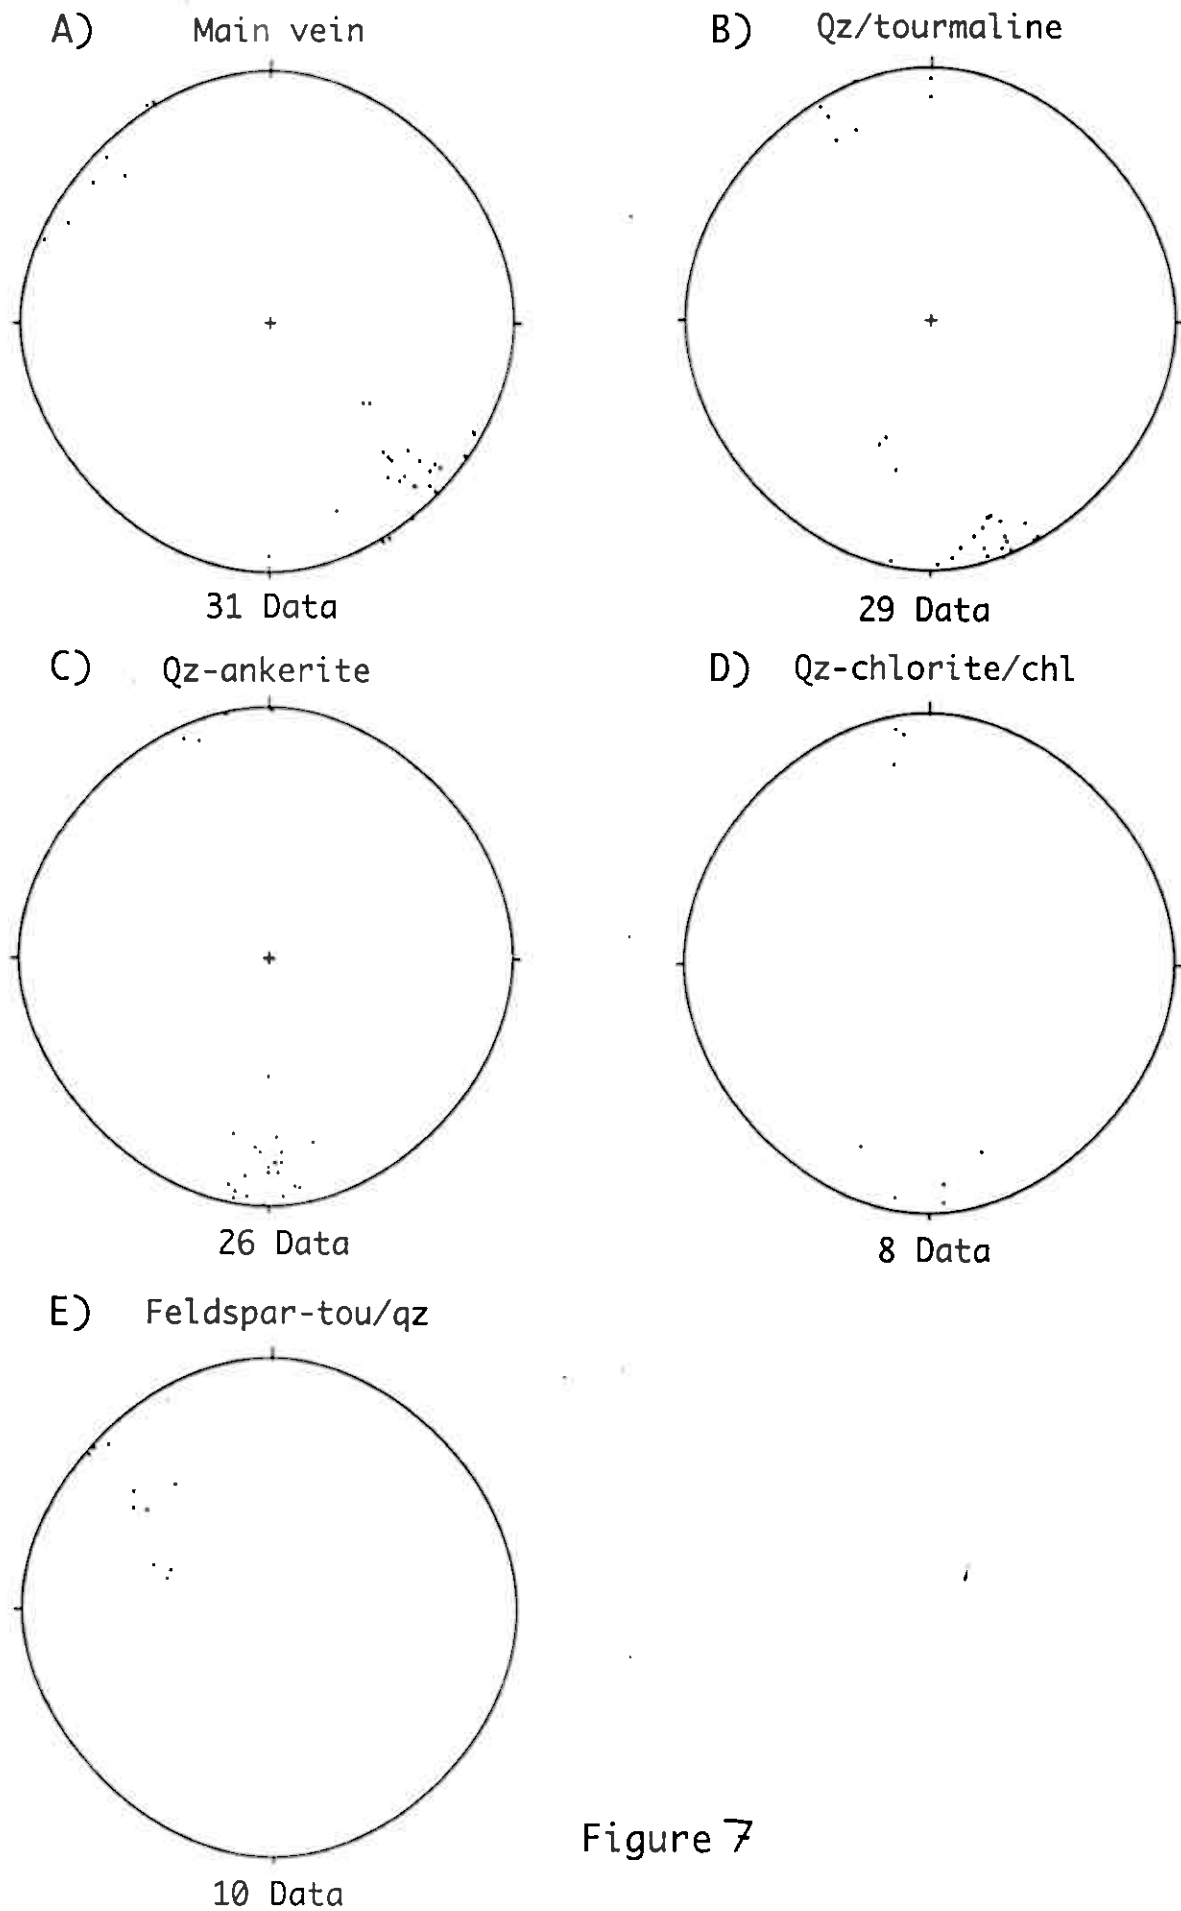 A) Main vein
B) Qz/tourmaline
31 Data
29 Data
C) Qz-ankerite
D) Qz-chlorite/chl
26 Data
8 Data
E) Feldspar-tou/qz
10 Data
Figure 7